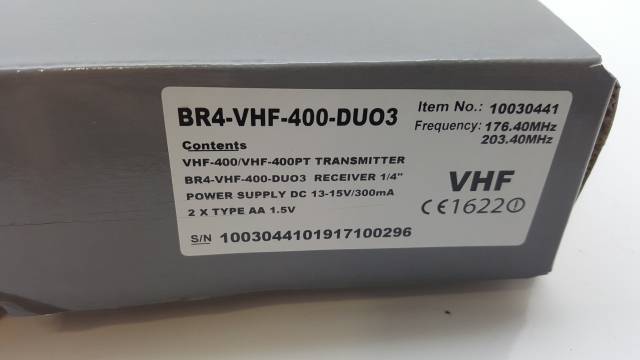 BR4-VHF-400-DUO3
Item No.: 10030441
Frequency: 176.40MHz
203.40MHz
Contents
VHF-400/VHF-400PT TRANSMITTER
BR4-VHF-400-DUO3 RECEIVER 1/4"
POWER SUPPLY DC 13-15V/300mA
2 X TYPE AA 1.5V
VHF
CE1622
S/N 1003044101917100296